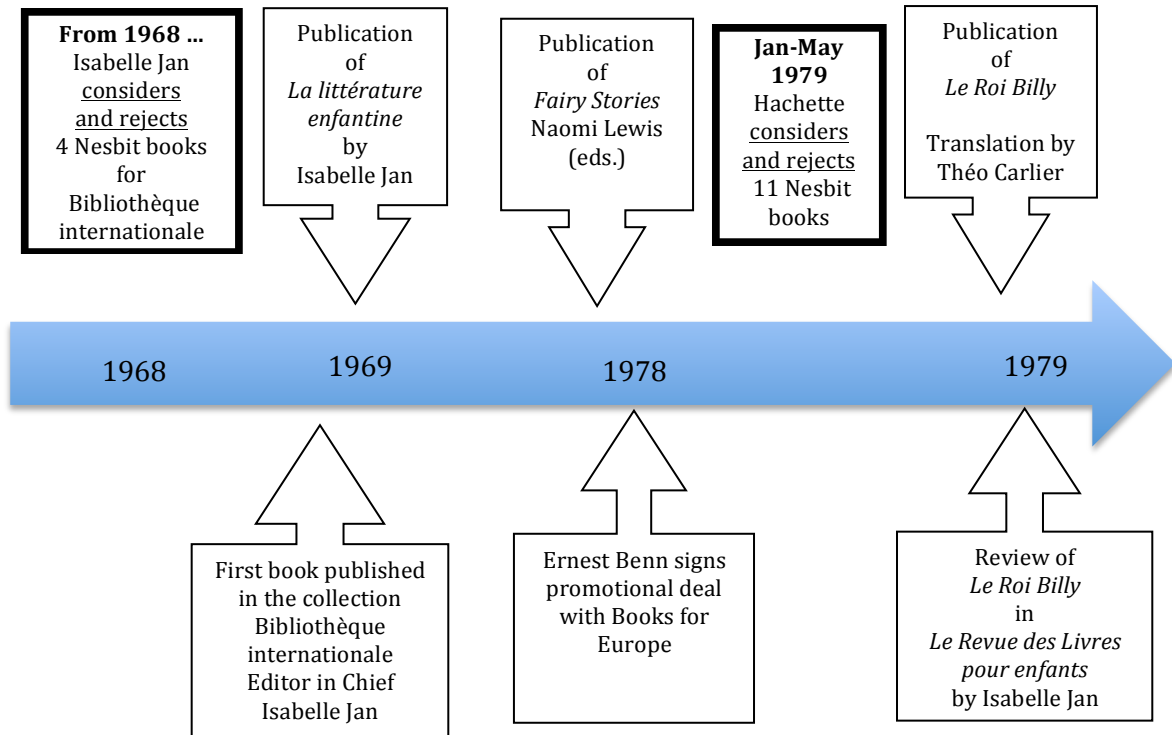 From 1968 ...
Isabelle Jan
considers
and rejects
4 Nesbit books
for
Bibliothèque
internationale
Publication
of
La littérature
enfantine
by
Isabelle Jan
Publication
of
Fairy Stories
Naomi Lewis
(eds.)
Jan-May
1979
Hachette
considers
and rejects
11 Nesbit
books
Publication
of
Le Roi Billy
Translation by
Théo Carlier
1968
1969
1978
1979
First book published
in the collection
Bibliothèque
internationale
Editor in Chief
Isabelle Jan
Ernest Benn signs
promotional deal
with Books for
Europe
Review of
Le Roi Billy
in
Le Revue des Livres
pour enfants
by Isabelle Jan